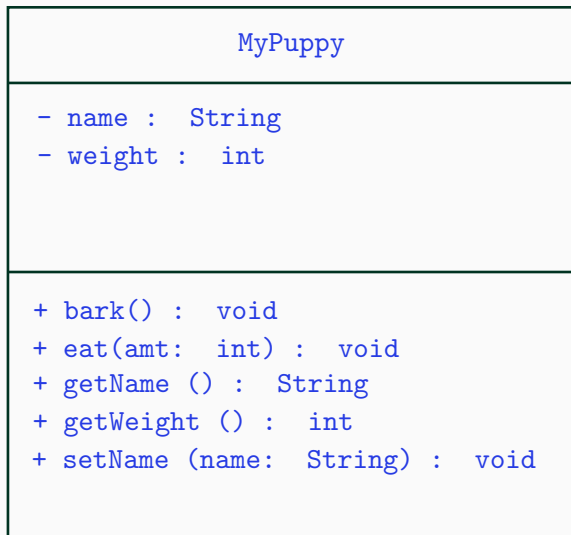 MyPuppy
- name : String
- weight : int
+ bark() : void
+ eat(amt: int) : void
+ getName () : String
+ getWeight () : int
+ setName (name: String) : void